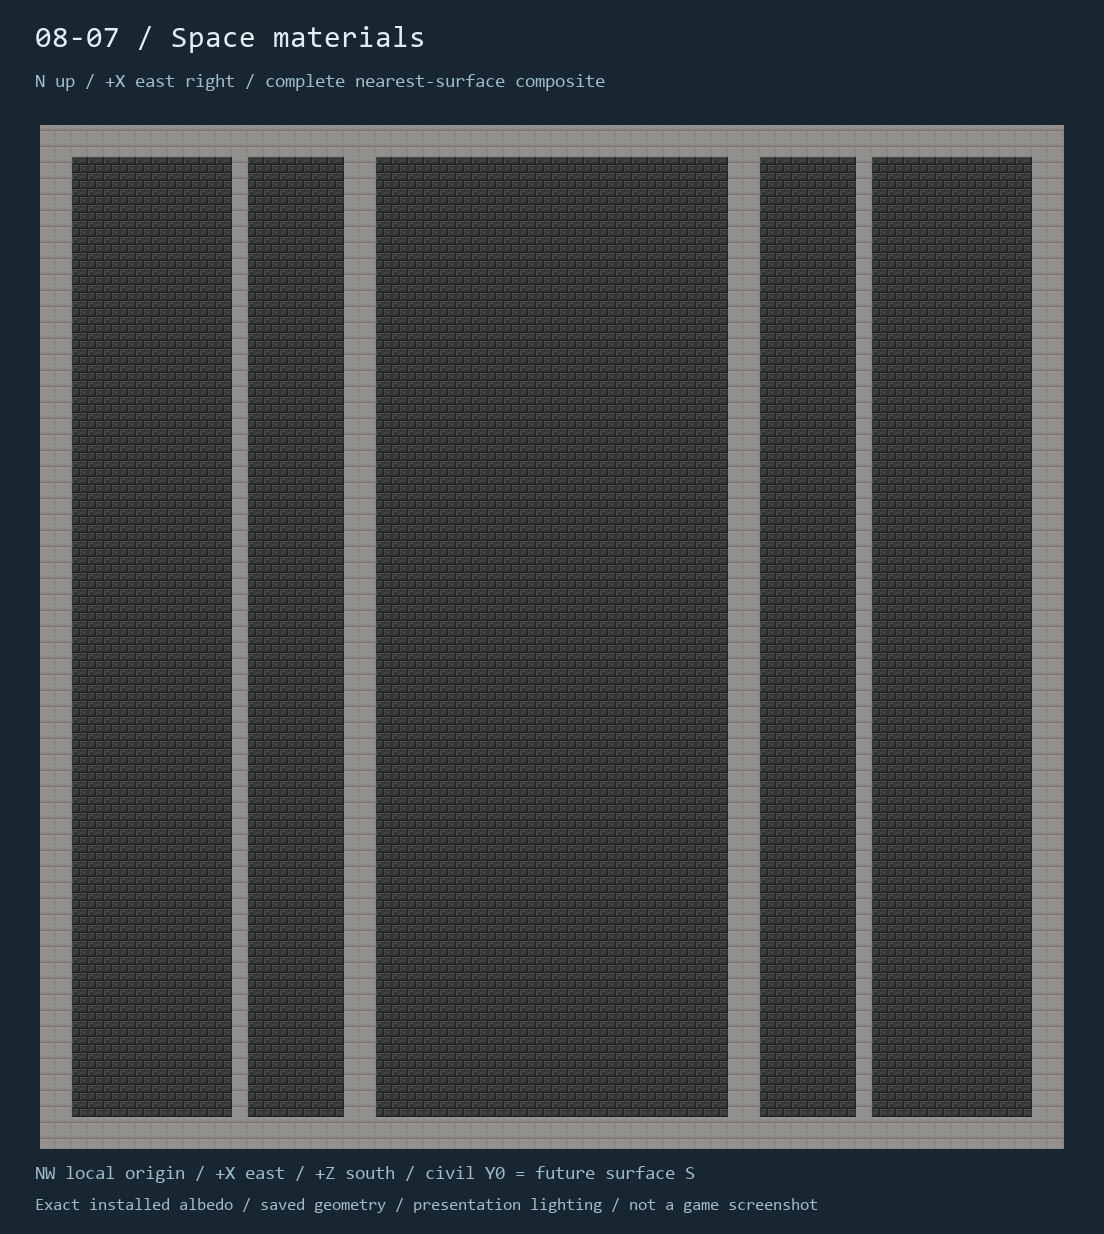 08-07 / Space materials
N up / +X east right / complete nearest-surface composite
NW local origin / +X east / +Z south / civil Y0 = future surface S
Exact installed albedo / saved geometry / presentation lighting / not a game screenshot